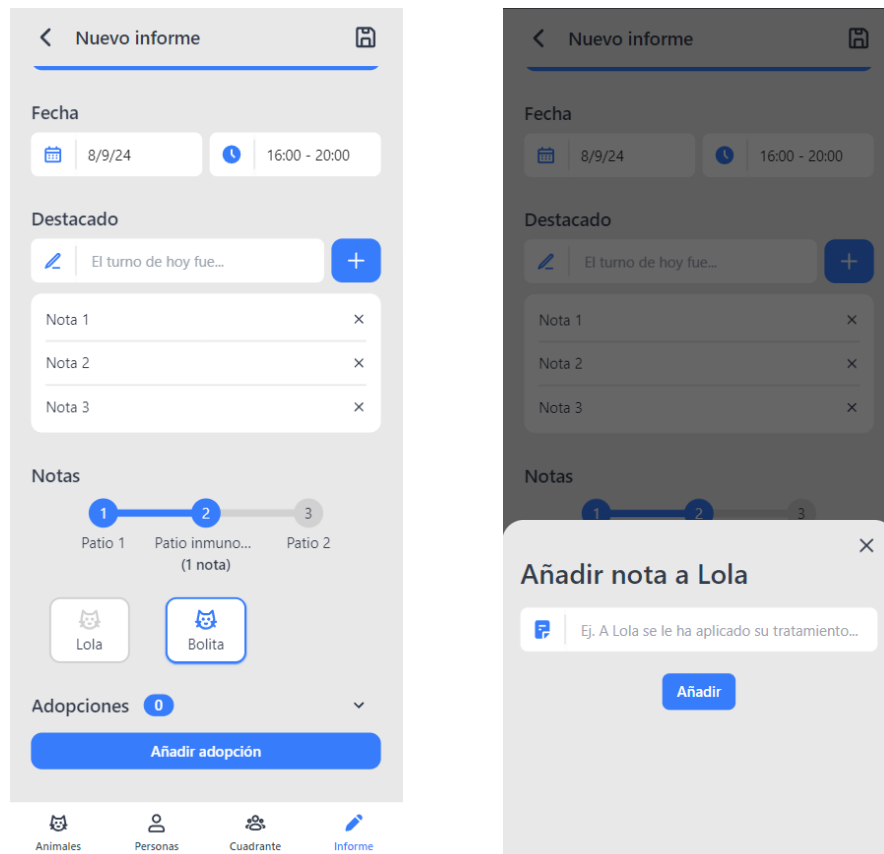 Nuevo informe
Fecha
8/9/24
16:00 - 20:00
Destacado
El turno de hoy fue...
Nota 1
Nota 2
Nota 3
Notas
1
2
3
Patio 1
Patio inmuno...
Patio 2
(1 nota)
Lola
Bolita
Adopciones 0
Añadir adopción
Animales
Personas
Cuadrante
Informe
Nuevo informe
Fecha
8/9/24
16:00 - 20:00
Destacado
El turno de hoy fue...
Nota 1
Nota 2
Nota 3
Notas
1
2
3
Añadir nota a Lola
Ej. A Lola se le ha aplicado su tratamiento...
Añadir